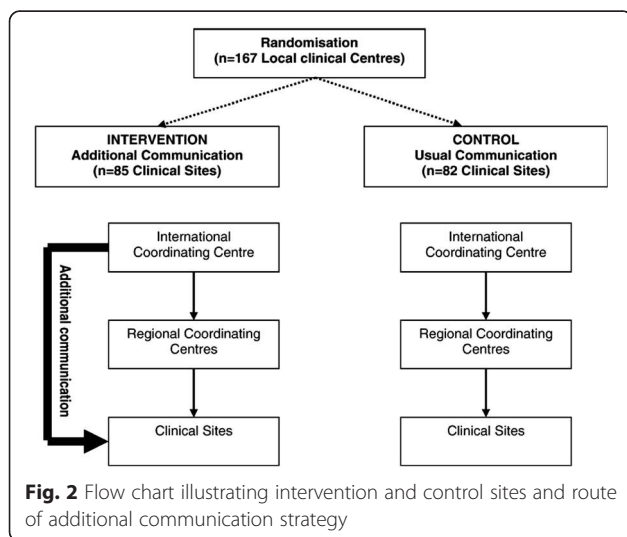 Randomisation
(n=167 Local clinical Centres)
INTERVENTION
Additional Communication
(n=85 Clinical Sites)
CONTROL
Usual Communication
(n=82 Clinical Sites)
Additional communication
International
Coordinating Centre
Regional Coordinating
Centres
Clinical Sites
International
Coordinating Centre
Regional Coordinating
Centres
Clinical Sites
Fig. 2 Flow chart illustrating intervention and control sites and route
of additional communication strategy